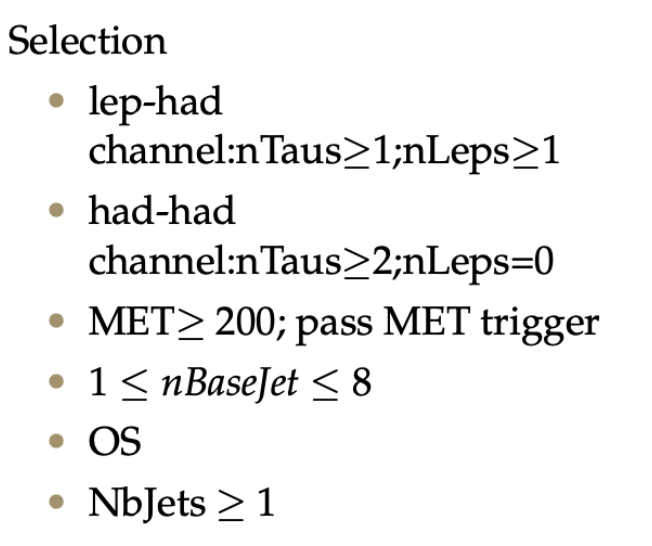 Selection
• lep-had
channel:nTaus≥1;nLeps≥1
• had-had
channel:nTaus≥2;nLeps=0
• MET≥ 200; pass MET trigger
• 1 ≤ nBaseJet ≤ 8
• OS
• NbJets ≥ 1